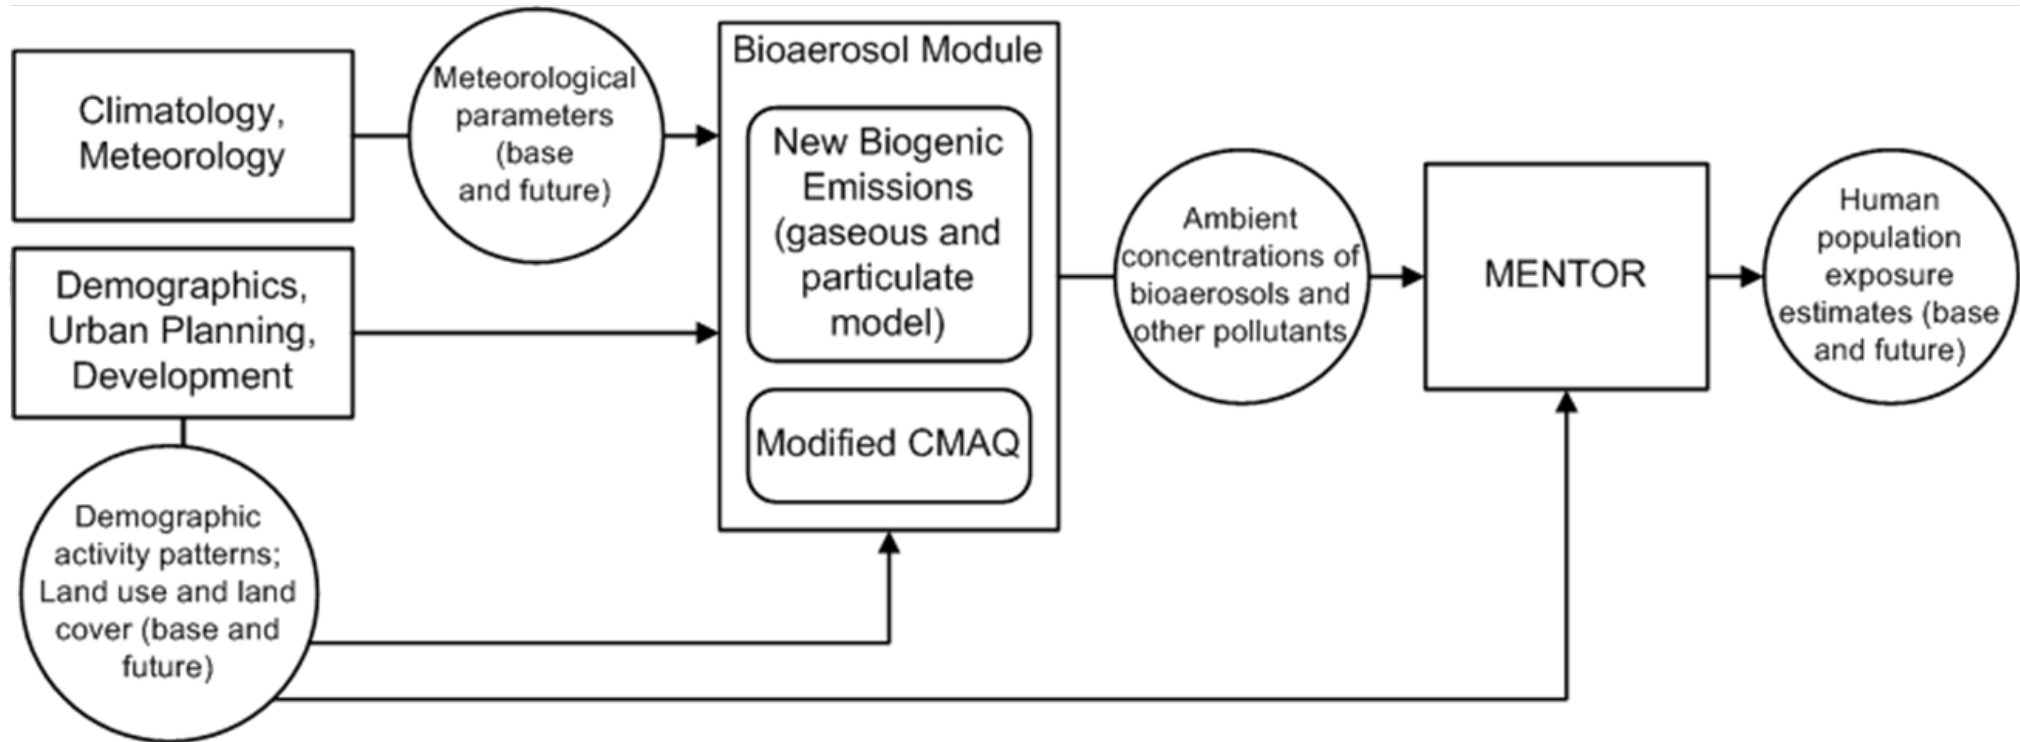 Climatology,
Meteorology
Meteorological
parameters
(base
and future)
Demographics,
Urban Planning,
Development
Demographic
activity patterns;
Land use and land
cover (base and
future)
Bioaerosol Module
New Biogenic
Emissions
(gaseous and
particulate
model)
Modified CMAQ
Ambient
concentrations of
bioaerosols and
other pollutants
MENTOR
Human
population
exposure
estimates (base
and future)